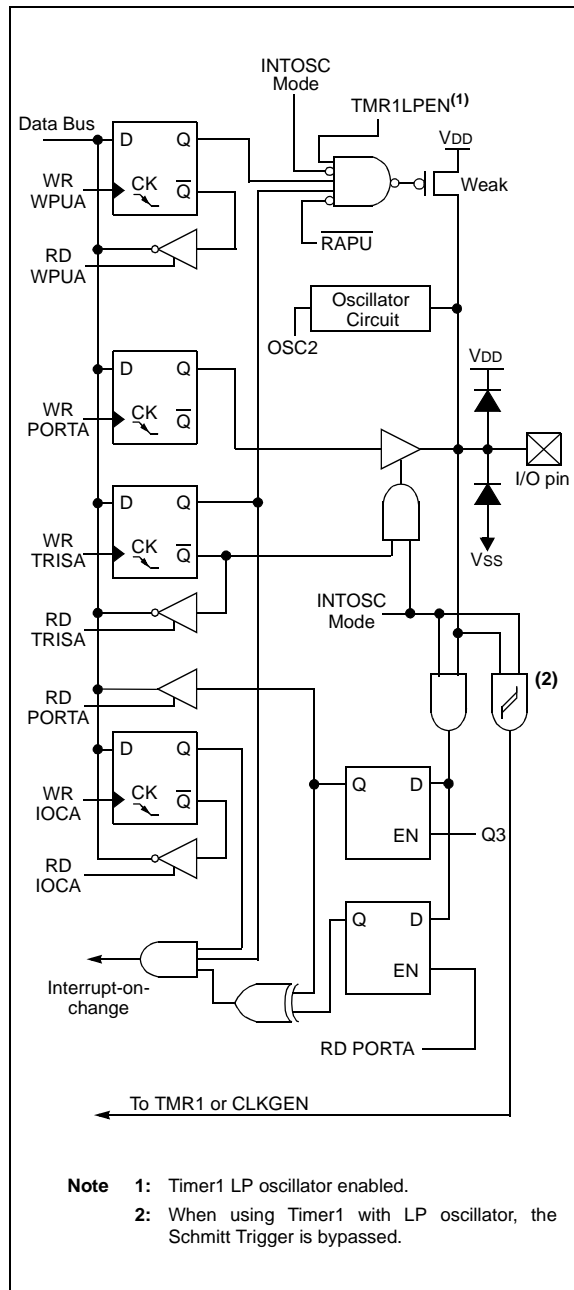 INTOSC
Mode
TMR1LPEN(1)
Data Bus
VDD
D Q
WR
WPUA
CK Q
Weak
RD
WPUA
RAPU
Oscillator
Circuit
OSC2
VDD
D Q
WR
PORTA
CK Q
I/O pin
D Q
WR
TRISA
CK Q
VSS
INTOSC
Mode
RD
TRISA
(2)
RD
PORTA
D Q
WR
IOCA
CK Q
Q D
EN Q3
RD
IOCA
Q D
EN
Interrupt-on-
change
RD PORTA
To TMR1 or CLKGEN
Note 1: Timer1 LP oscillator enabled.
2: When using Timer1 with LP oscillator, the
Schmitt Trigger is bypassed.